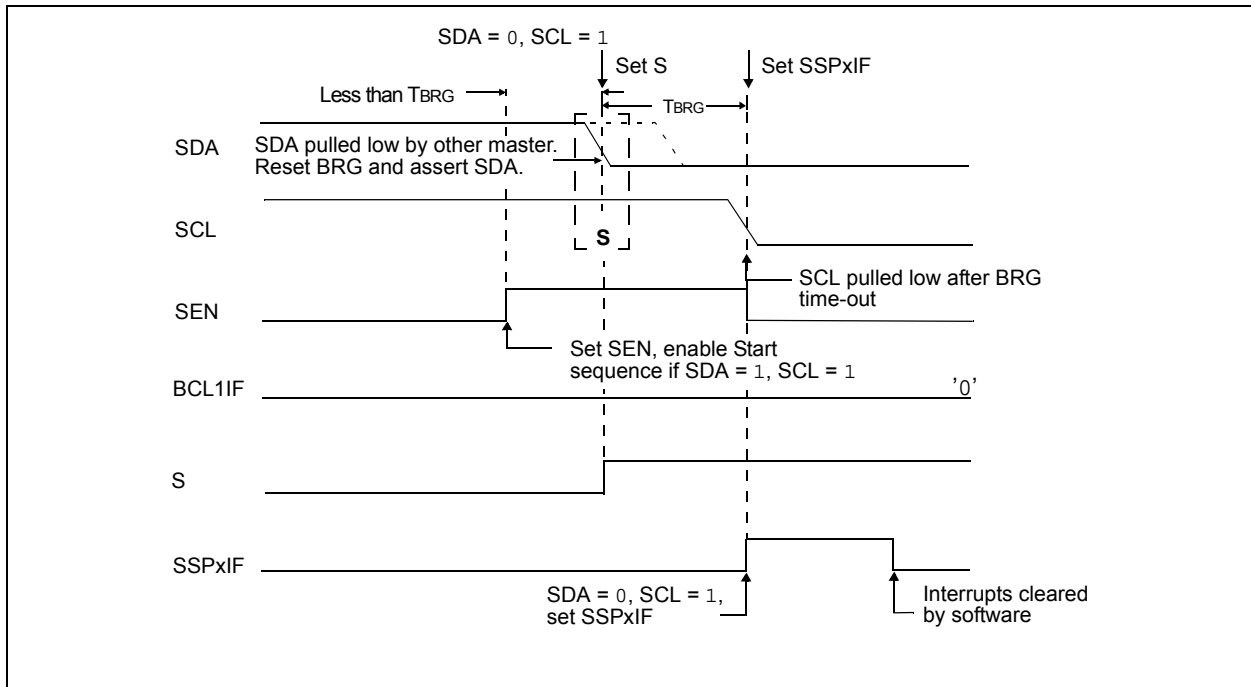 SDA = 0, SCL = 1
Set S
Set SSPxIF
Less than TBRG
TBRG
SDA
SDA pulled low by other master.
Reset BRG and assert SDA.
SCL
S
SCL pulled low after BRG
time-out
SEN
Set SEN, enable Start
sequence if SDA = 1, SCL = 1
BCL1IF
'0'
S
SSPxIF
SDA = 0, SCL = 1,
set SSPxIF
Interrupts cleared
by software